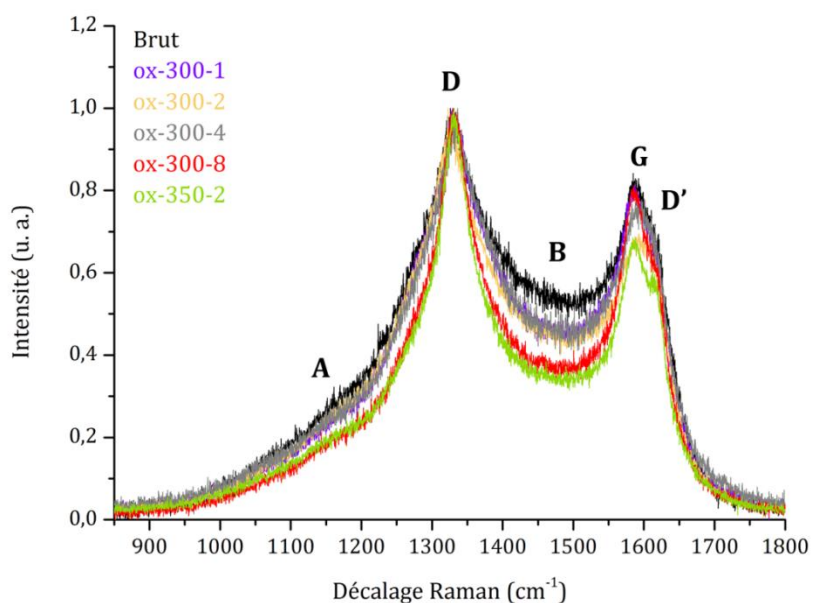 1,2
1,0
0,8
0,6
0,4
0,2
0,0
Intensité (u. a.)
Brut
ox-300-1
ox-300-2
ox-300-4
ox-300-8
ox-350-2
A
D
B
G
D’
900 1000 1100 1200 1300 1400 1500 1600 1700 1800
Décalage Raman (cm⁻¹)